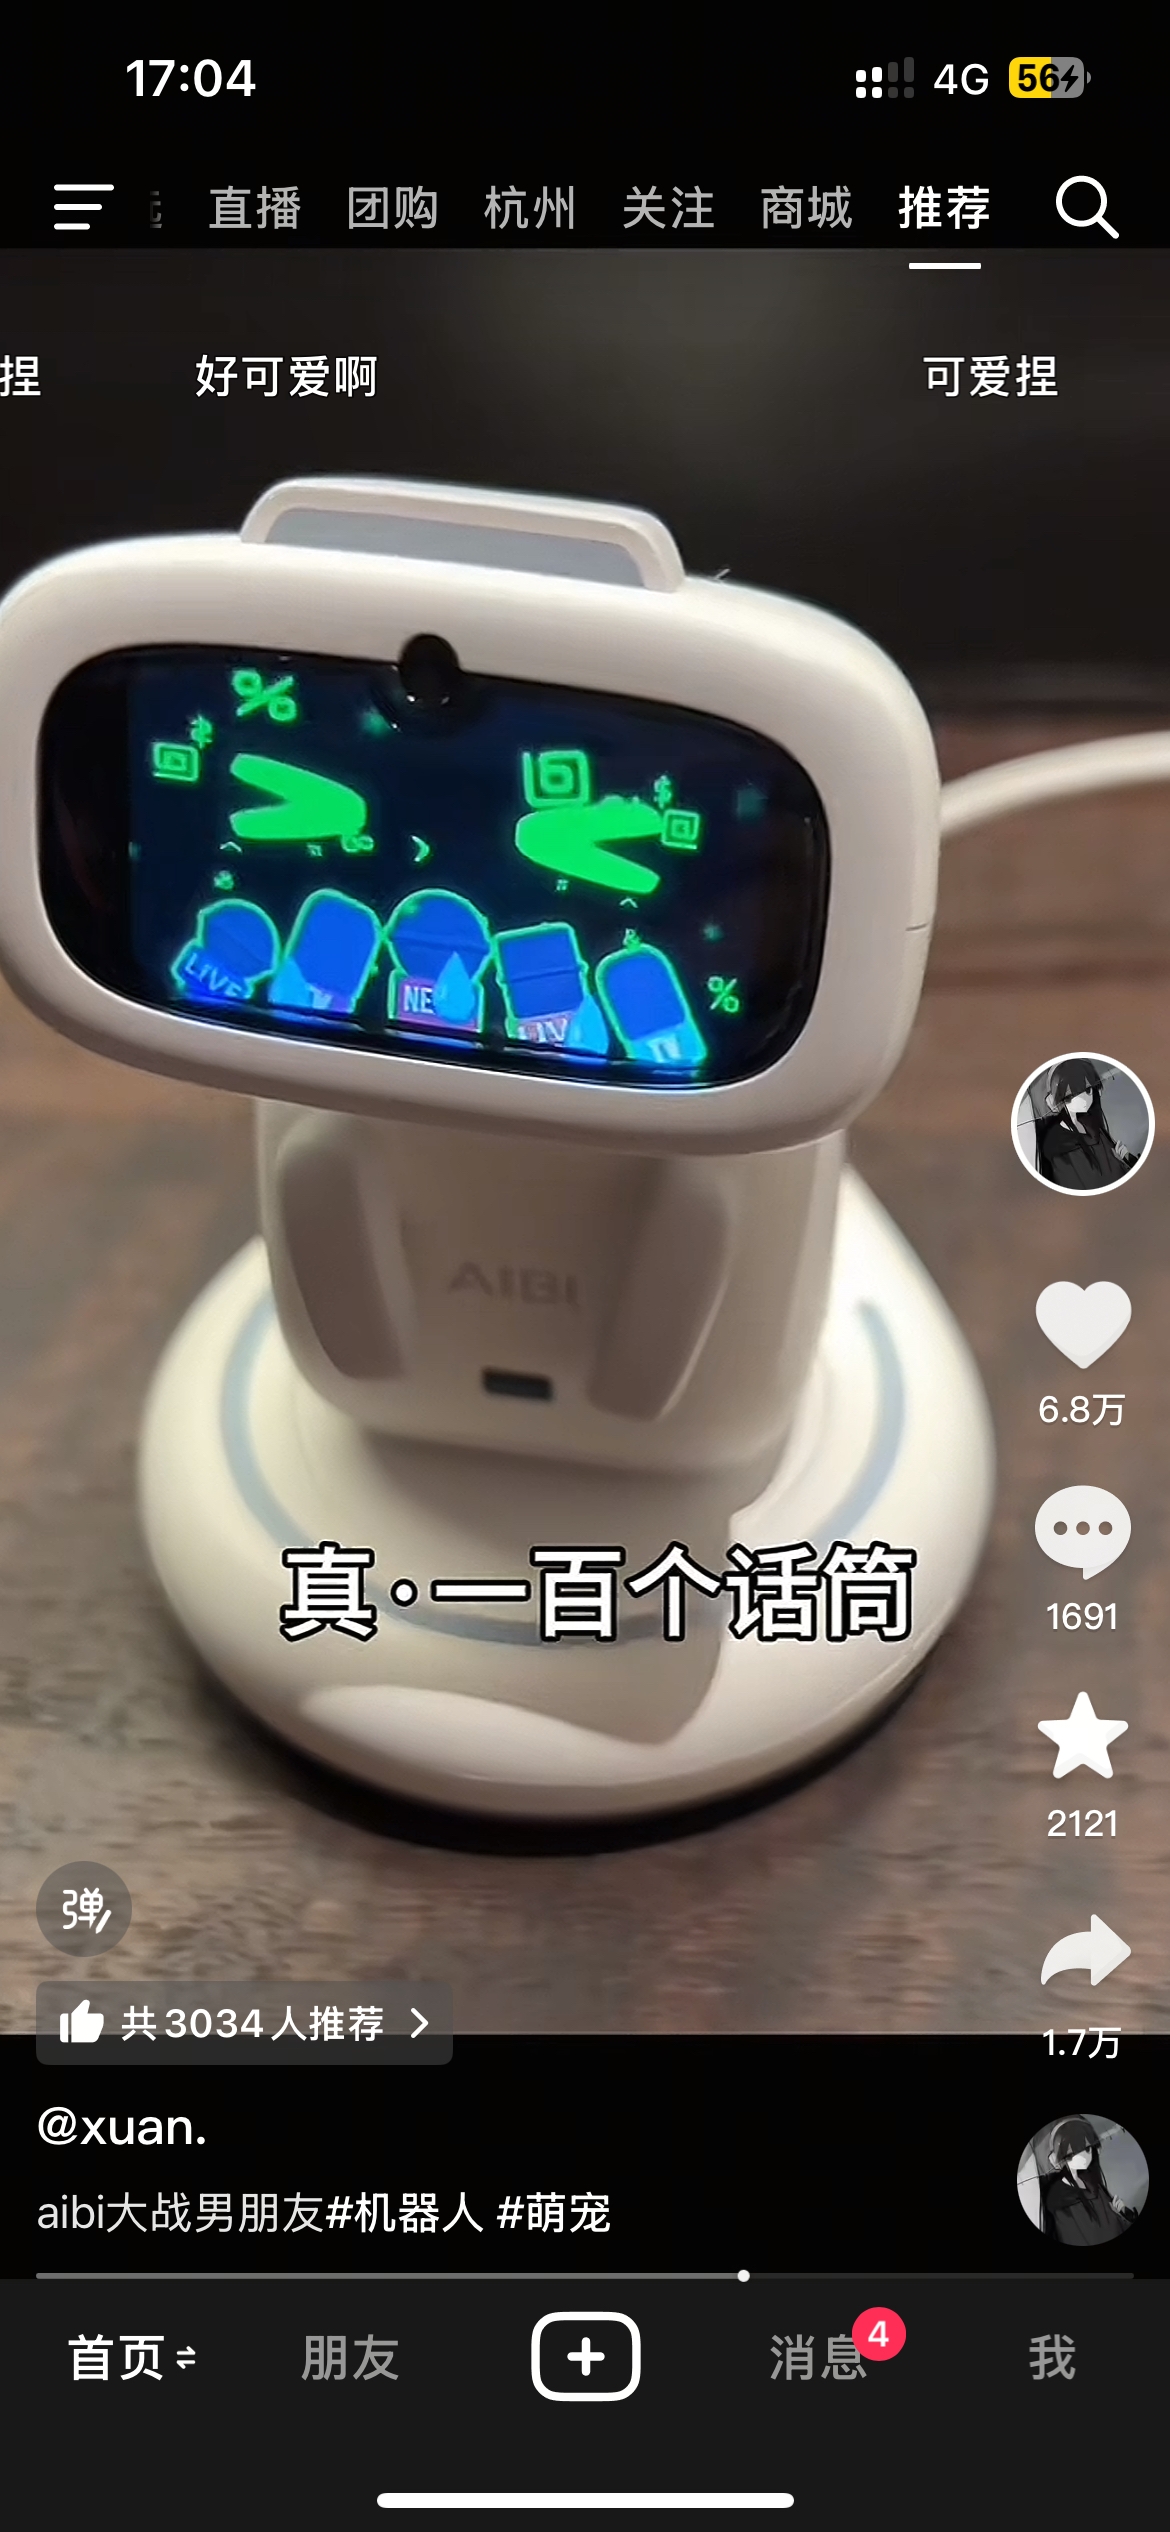 17:04
4G
56
直播 团购 杭州 关注 商城 推荐
捏 好可爱啊 可爱捏
%
$
%
LIVE
NE
LIV
AIBI
真·一百个话筒
6.8万
1691
2121
弹
共3034人推荐
1.7万
@xuan.
aibi大战男朋友#机器人 #萌宠
首页 朋友 消息 4 我